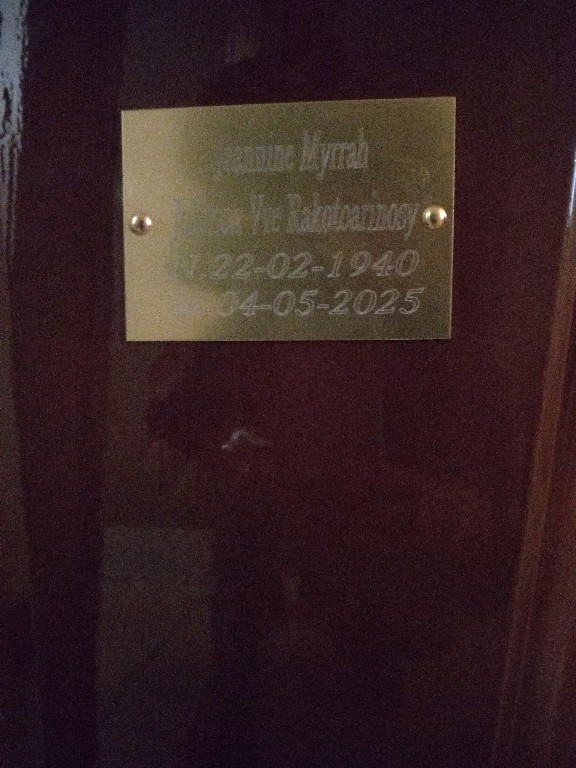 Jeannine Myrrah
Vve Rakotoarinosy
N. 22-02-1940
04-05-2025